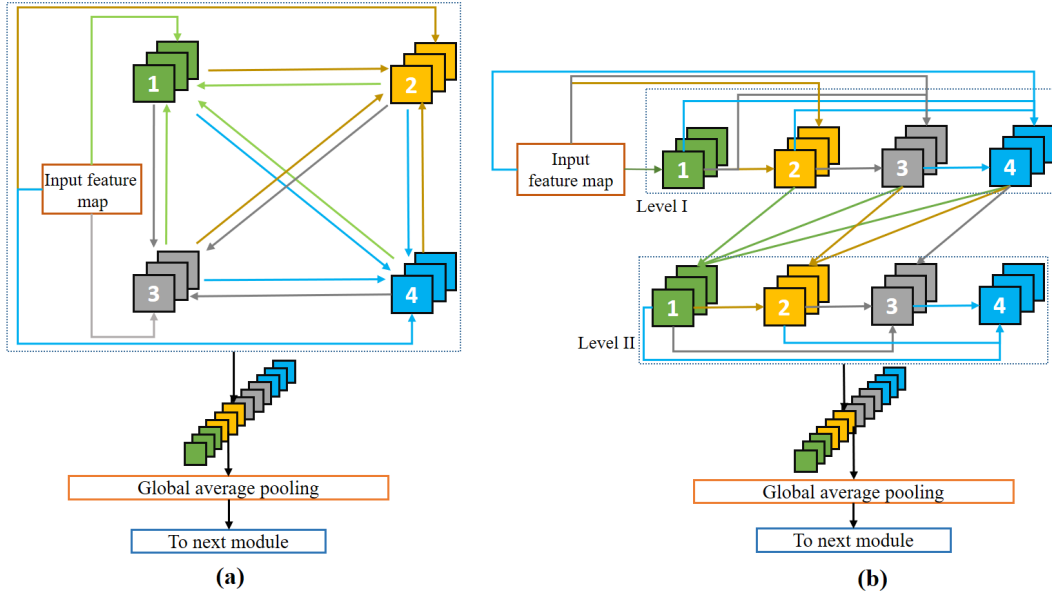 1
2
Input feature
map
3
4
Global average pooling
To next module
(a)
Input
feature map
1
2
3
4
Level I
1
2
3
4
Level II
Global average pooling
To next module
(b)